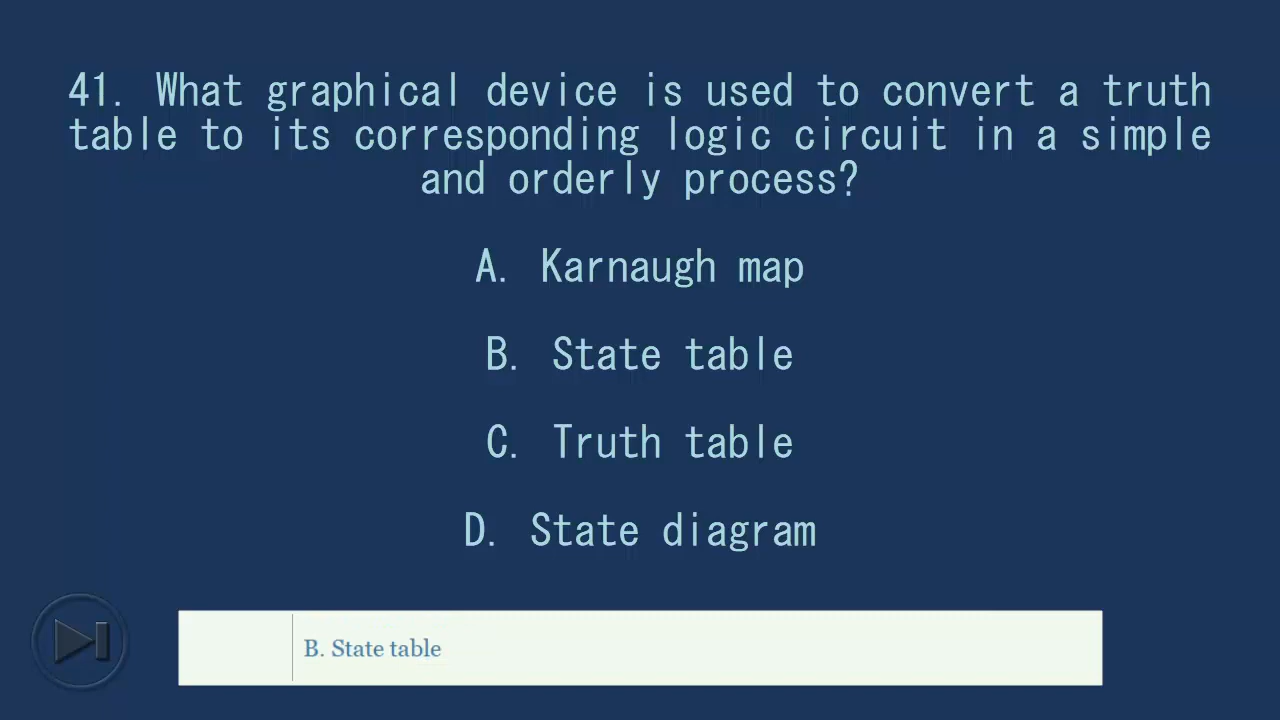 41. What graphical device is used to convert a truth
table to its corresponding logic circuit in a simple
and orderly process?
A. Karnaugh map
B. State table
C. Truth table
D. State diagram
B. State table